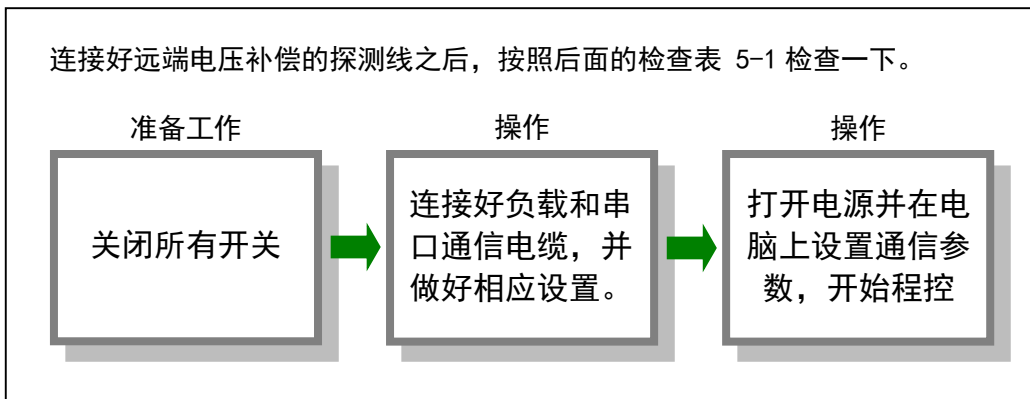 连接好远端电压补偿的探测线之后，按照后面的检查表 5-1 检查一下。
准备工作
操作
操作
关闭所有开关
连接好负载和串
口通信电缆，并
做好相应设置。
打开电源并在电
脑上设置通信参
数，开始程控